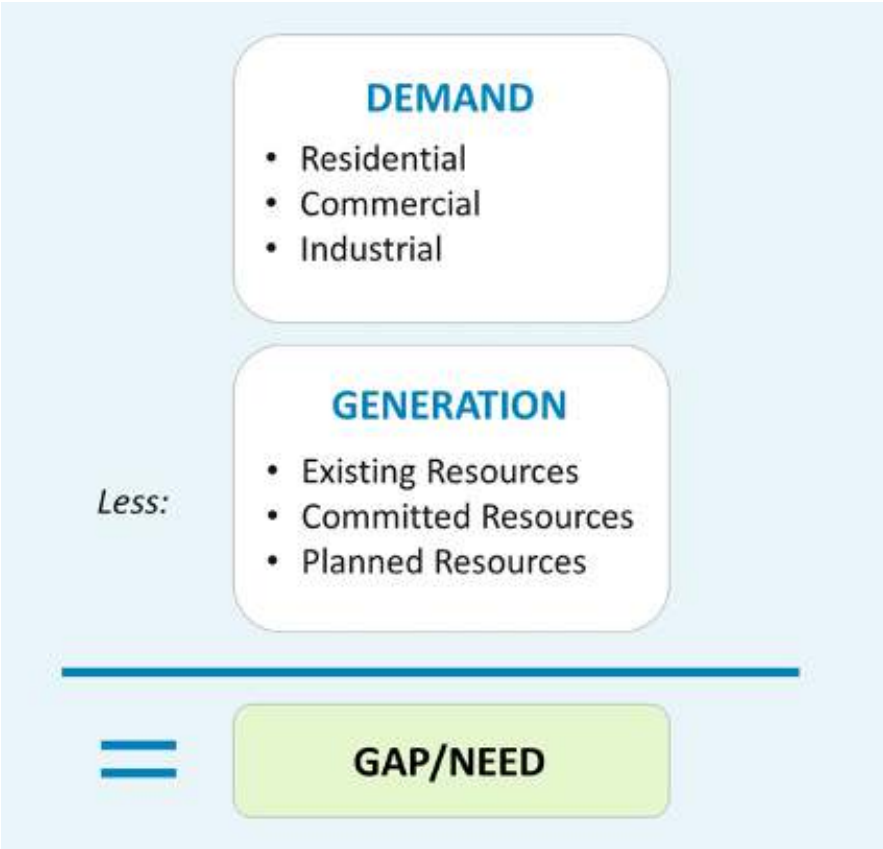 DEMAND
• Residential
• Commercial
• Industrial
GENERATION
Less:
• Existing Resources
• Committed Resources
• Planned Resources
=
GAP/NEED